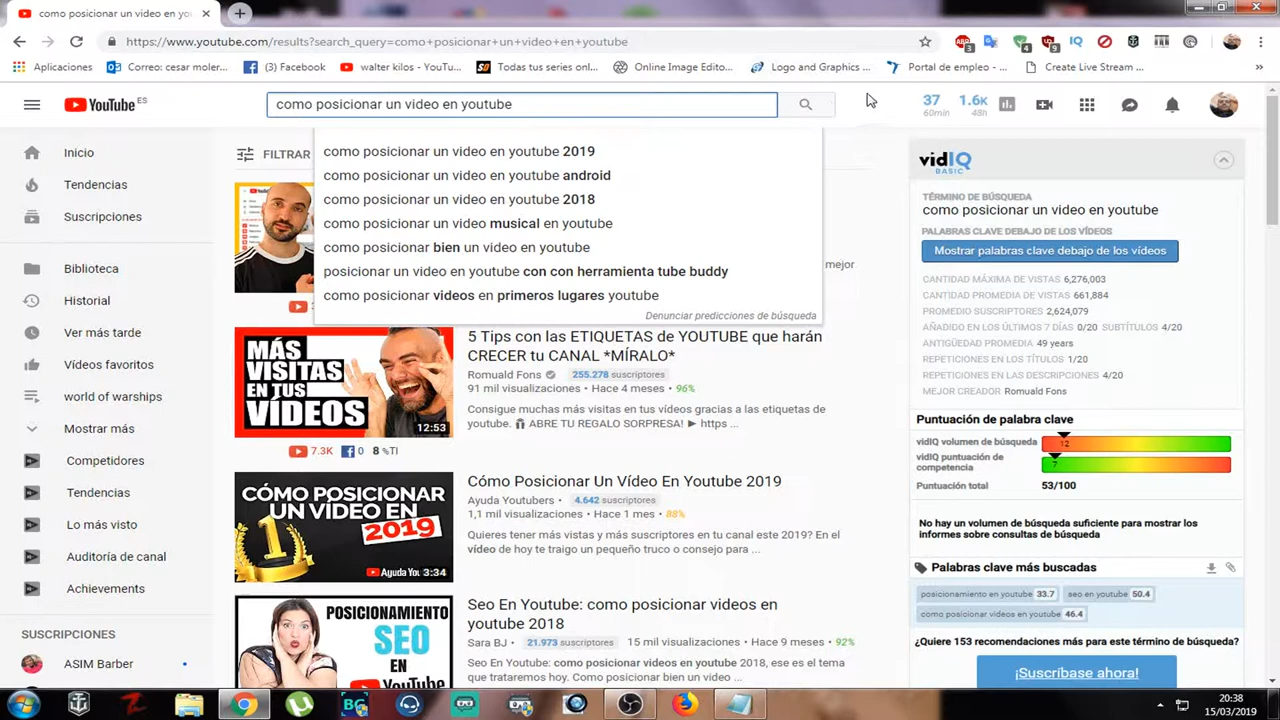 como posicionar un video en you
https://www.youtube.com/results?search_query=como+posicionar+un+video+en+youtube
3 4 9
Aplicaciones Correo: cesar moler... (3) Facebook walter kilos - YouTu... Todas tus series onl... Online Image Edito... Logo and Graphics ... Portal de empleo - ... Create Live Stream ... »
YouTube ES
como posicionar un video en youtube
37 60min 1.6K 48h
Inicio
Tendencias
Suscripciones
Biblioteca
Historial
Ver más tarde
Vídeos favoritos
world of warships
Mostrar más
Competidores
Tendencias
Lo más visto
Auditoría de canal
Achievements
SUSCRIPCIONES
ASIM Barber
FILTRAR
como posicionar un video en youtube 2019
como posicionar un video en youtube android
como posicionar un video en youtube 2018
como posicionar un video musical en youtube
como posicionar bien un video en youtube
posicionar un video en youtube con con herramienta tube buddy
como posicionar videos en primeros lugares youtube
Denunciar predicciones de búsqueda
mejor
MÁS
VISITAS
EN TUS
VÍDEOS
12:53
5 Tips con las ETIQUETAS de YOUTUBE que harán
CRECER tu CANAL *MÍRALO*
Romuald Fons 255.278 suscriptores
91 mil visualizaciones • Hace 4 meses • 96%
Consigue muchas más visitas en tus vídeos gracias a las etiquetas de
youtube. ABRE TU REGALO SORPRESA! ► https ...
7.3K 0 8 %TI
CÓMO POSICIONAR
UN VÍDEO EN
2019
1
Ayuda You 3:34
Cómo Posicionar Un Vídeo En Youtube 2019
Ayuda Youtubers • 4.642 suscriptores
1,1 mil visualizaciones • Hace 1 mes • 88%
Quieres tener más vistas y más suscriptores en tu canal este 2019? En el
vídeo de hoy te traigo un pequeño truco o consejo para ...
POSICIONAMIENTO
SEO
EN
YouTube
Seo En Youtube: como posicionar videos en
youtube 2018
Sara BJ • 21.973 suscriptores 15 mil visualizaciones • Hace 9 meses • 92%
Seo En Youtube: como posicionar videos en youtube 2018, ese es el tema
que trataremos hoy. Como posicionar bien un video ...
vidIQ
BASIC
TÉRMINO DE BÚSQUEDA
como posicionar un video en youtube
PALABRAS CLAVE DEBAJO DE LOS VÍDEOS
Mostrar palabras clave debajo de los vídeos
CANTIDAD MÁXIMA DE VISTAS 6,276,003
CANTIDAD PROMEDIA DE VISTAS 661,884
PROMEDIO SUSCRIPTORES 2,624,079
AÑADIDO EN LOS ÚLTIMOS 7 DÍAS 0/20 SUBTÍTULOS 4/20
ANTIGÜEDAD PROMEDIA 49 years
REPETICIONES EN LOS TÍTULOS 1/20
REPETICIONES EN LAS DESCRIPCIONES 4/20
MEJOR CREADOR Romuald Fons
Puntuación de palabra clave
vidIQ volumen de búsqueda 12
vidIQ puntuación de
competencia 7
Puntuación total 53/100
No hay un volumen de búsqueda suficiente para mostrar los
informes sobre consultas de búsqueda
Palabras clave más buscadas
posicionamiento en youtube 33.7 seo en youtube 50.4
como posicionar videos en youtube 46.4
¿Quiere 153 recomendaciones más para este término de búsqueda?
¡Suscríbase ahora!
20:38
15/03/2019